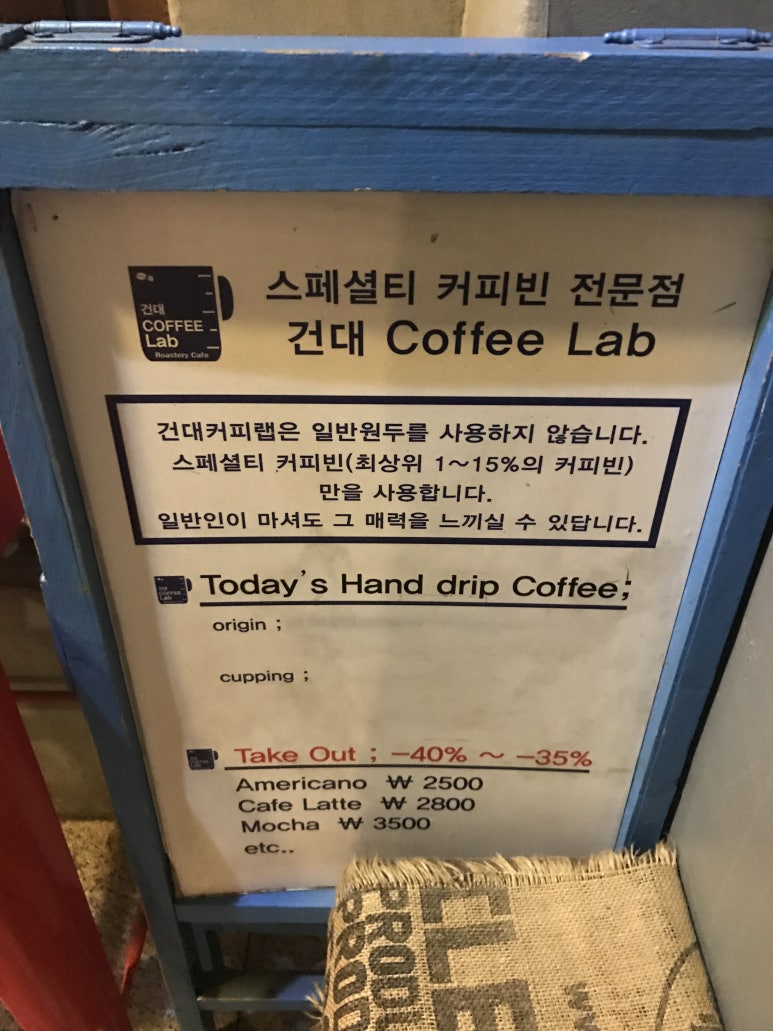 건대
COFFEE
Lab
Roastery Cafe
스페셜티 커피빈 전문점
건대 Coffee Lab
건대커피랩은 일반원두를 사용하지 않습니다.
스페셜티 커피빈(최상위 1~15%의 커피빈)
만을 사용합니다.
일반인이 마셔도 그 매력을 느끼실 수 있답니다.
건대
COFFEE
Lab
Today's Hand drip Coffee;
origin ;
cupping ;
Take Out ; -40% ~ -35%
Americano ₩ 2500
Cafe Latte ₩ 2800
Mocha ₩ 3500
etc..